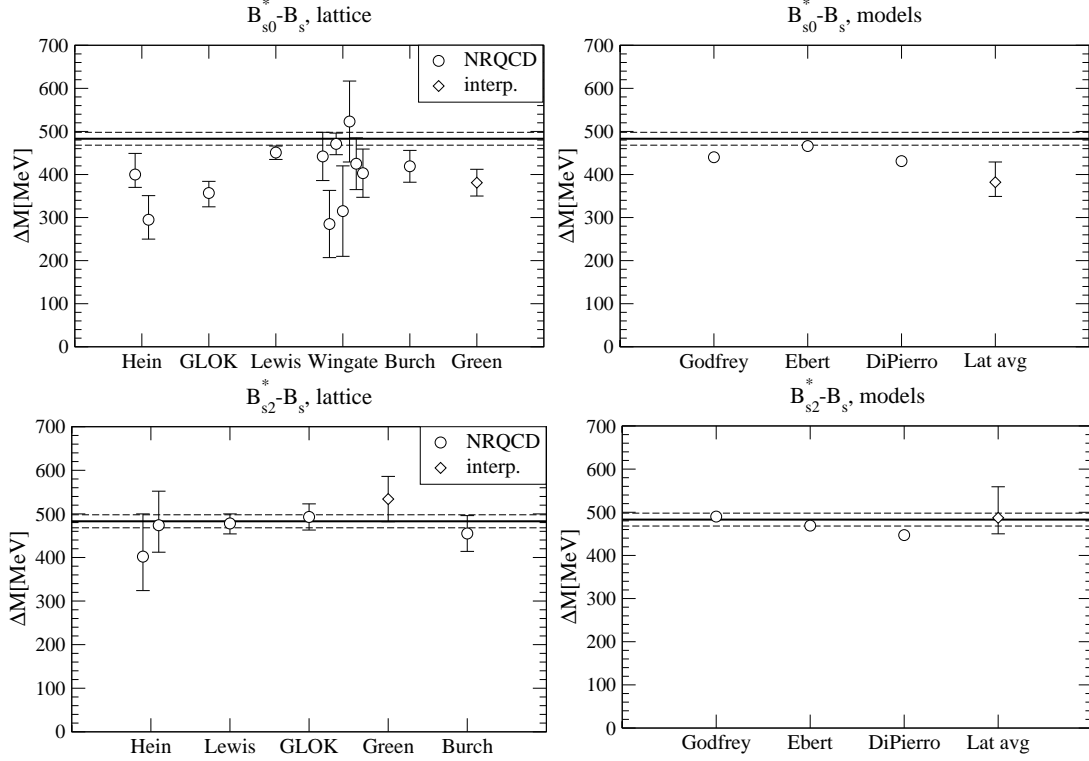 B*s0-Bs, lattice
700
600
500
400
300
200
100
0
ΔM[MeV]
NRQCD
interp.
Hein GLOK Lewis Wingate Burch Green
B*s0-Bs, models
700
600
500
400
300
200
100
0
ΔM[MeV]
Godfrey Ebert DiPierro Lat avg
B*s2-Bs, lattice
700
600
500
400
300
200
100
0
ΔM[MeV]
NRQCD
interp.
Hein Lewis GLOK Green Burch
B*s2-Bs, models
700
600
500
400
300
200
100
0
ΔM[MeV]
Godfrey Ebert DiPierro Lat avg